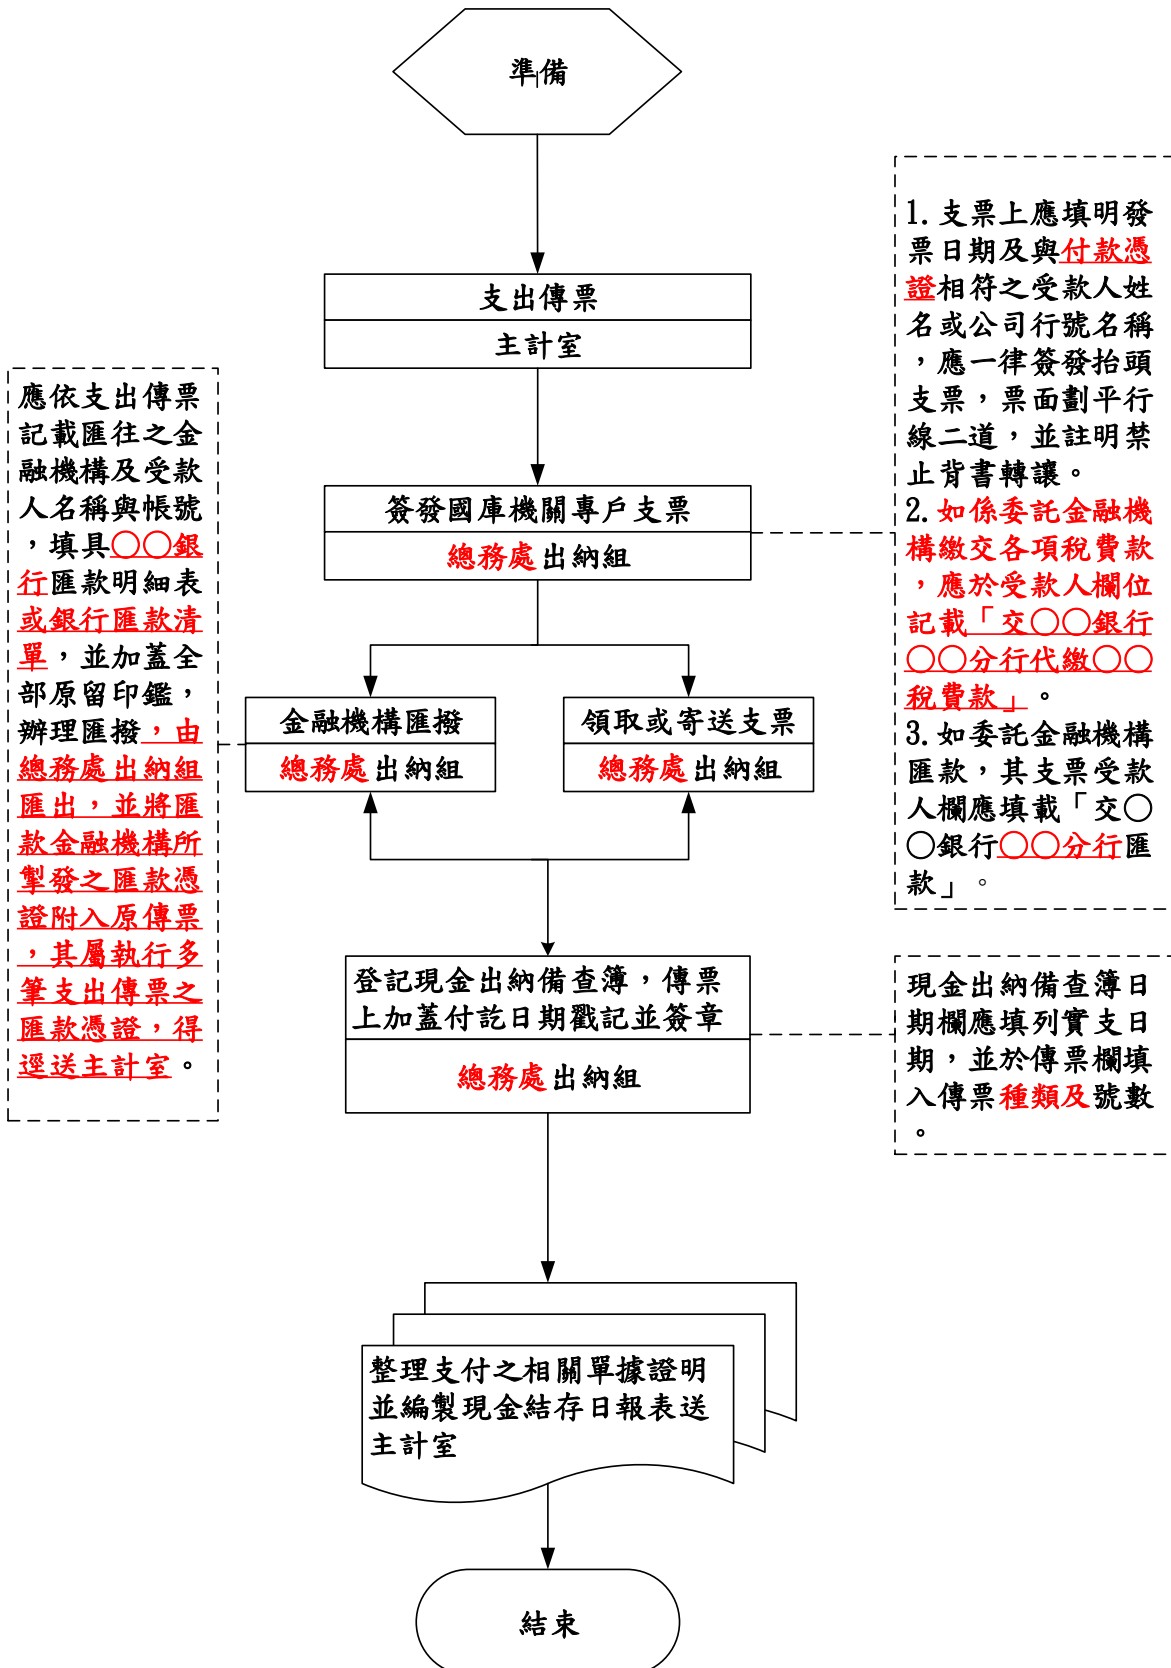 準備
支出傳票
主計室
簽發國庫機關專戶支票
總務處出納組
1. 支票上應填明發
票日期及與付款憑
證相符之受款人姓
名或公司行號名稱
，應一律簽發抬頭
支票，票面劃平行
線二道，並註明禁
止背書轉讓。
2. 如係委託金融機
構繳交各項稅費款
，應於受款人欄位
記載「交○○銀行
○○分行代繳○○
稅費款」。
3. 如委託金融機構
匯款，其支票受款
人欄應填載「交○
○銀行○○分行匯
款」。
應依支出傳票
記載匯往之金
融機構及受款
人名稱與帳號
，填具○○銀
行匯款明細表
或銀行匯款清
單，並加蓋全
部原留印鑑，
辦理匯撥，由
總務處出納組
匯出，並將匯
款金融機構所
掣發之匯款憑
證附入原傳票
，其屬執行多
筆支出傳票之
匯款憑證，得
逕送主計室。
金融機構匯撥
總務處出納組
領取或寄送支票
總務處出納組
登記現金出納備查簿，傳票
上加蓋付訖日期戳記並簽章
總務處出納組
現金出納備查簿日
期欄應填列實支日
期，並於傳票欄填
入傳票種類及號數
。
整理支付之相關單據證明
並編製現金結存日報表送
主計室
結束